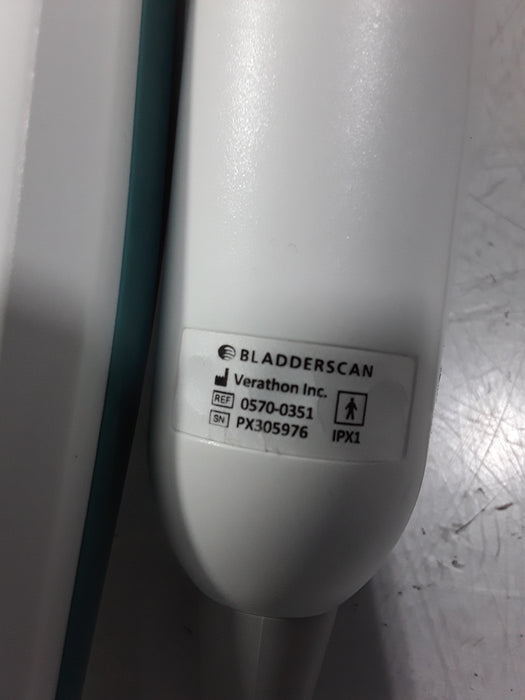 BLADDERSCAN
Verathon Inc.
REF 0570-0351
SN PX305976
IPX1